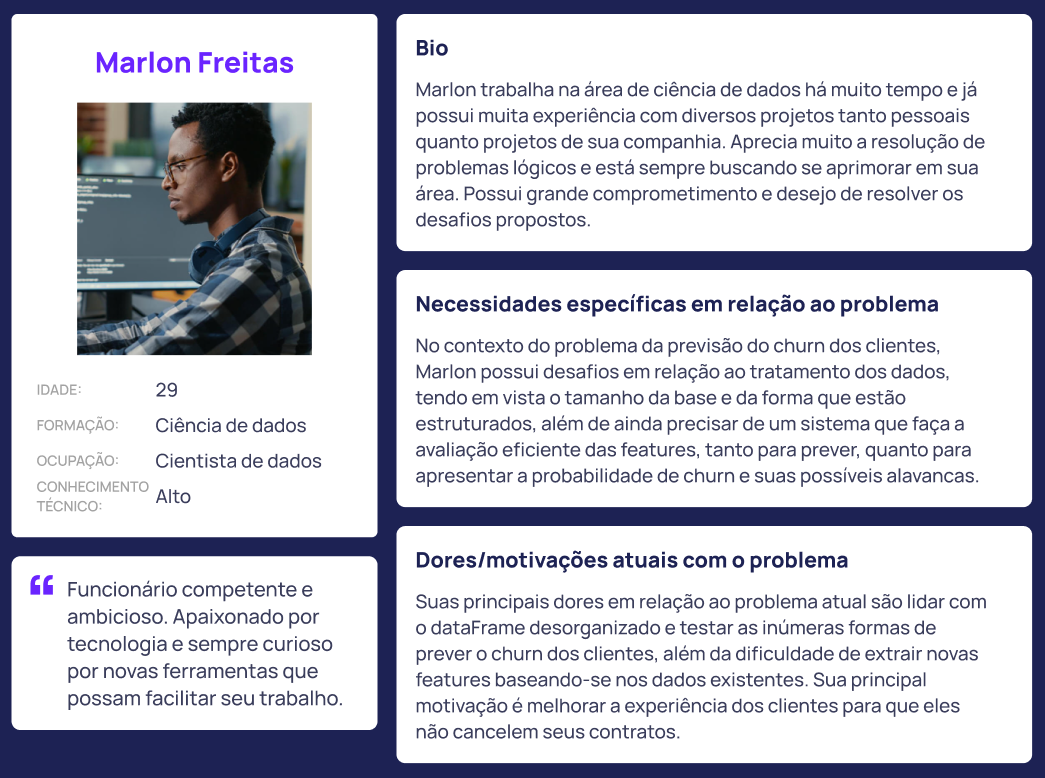 Marlon Freitas
IDADE: 29
FORMAÇÃO: Ciência de dados
OCUPAÇÃO: Cientista de dados
CONHECIMENTO
TÉCNICO: Alto
“
Funcionário competente e
ambicioso. Apaixonado por
tecnologia e sempre curioso
por novas ferramentas que
possam facilitar seu trabalho.
Bio
Marlon trabalha na área de ciência de dados há muito tempo e já
possui muita experiência com diversos projetos tanto pessoais
quanto projetos de sua companhia. Aprecia muito a resolução de
problemas lógicos e está sempre buscando se aprimorar em sua
área. Possui grande comprometimento e desejo de resolver os
desafios propostos.
Necessidades específicas em relação ao problema
No contexto do problema da previsão do churn dos clientes,
Marlon possui desafios em relação ao tratamento dos dados,
tendo em vista o tamanho da base e da forma que estão
estruturados, além de ainda precisar de um sistema que faça a
avaliação eficiente das features, tanto para prever, quanto para
apresentar a probabilidade de churn e suas possíveis alavancas.
Dores/motivações atuais com o problema
Suas principais dores em relação ao problema atual são lidar com
o dataFrame desorganizado e testar as inúmeras formas de
prever o churn dos clientes, além da dificuldade de extrair novas
features baseando-se nos dados existentes. Sua principal
motivação é melhorar a experiência dos clientes para que eles
não cancelem seus contratos.